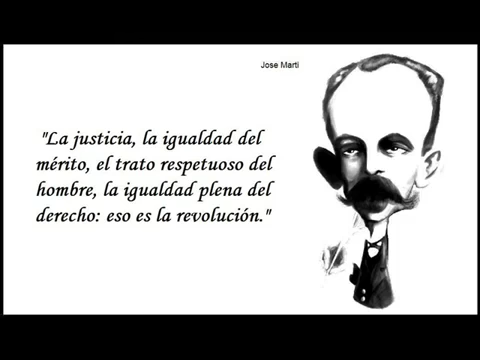 Jose Marti
"La justicia, la igualdad del
mérito, el trato respetuoso del
hombre, la igualdad plena del
derecho: eso es la revolución."